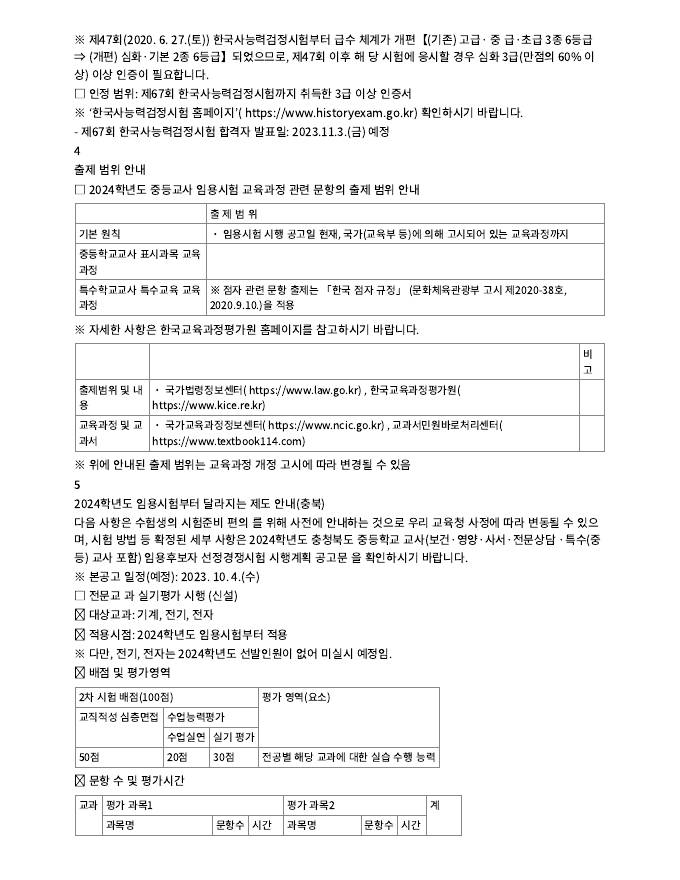 ※ 제47회(2020. 6. 27.(토)) 한국사능력검정시험부터 급수 체계가 개편【(기존) 고급· 중 급·초급 3종 6등급
⇒ (개편) 심화·기본 2종 6등급】되었으므로, 제47회 이후 해 당 시험에 응시할 경우 심화 3급(만점의 60% 이
상) 이상 인증이 필요합니다.
□ 인정 범위: 제67회 한국사능력검정시험까지 취득한 3급 이상 인증서
※ ‘한국사능력검정시험 홈페이지’( https://www.historyexam.go.kr) 확인하시기 바랍니다.
- 제67회 한국사능력검정시험 합격자 발표일: 2023.11.3.(금) 예정
4
출제 범위 안내
□ 2024학년도 중등교사 임용시험 교육과정 관련 문항의 출제 범위 안내
출 제 범 위
기본 원칙 ・ 임용시험 시행 공고일 현재, 국가(교육부 등)에 의해 고시되어 있는 교육과정까지
중등학교교사 표시과목 교육
과정
특수학교교사 특수교육 교육 ※ 점자 관련 문항 출제는 「한국 점자 규정」 (문화체육관광부 고시 제2020-38호,
과정 2020.9.10.)을 적용
※ 자세한 사항은 한국교육과정평가원 홈페이지를 참고하시기 바랍니다.
비
고
출제범위 및 내 ・ 국가법령정보센터( https://www.law.go.kr) , 한국교육과정평가원(
용 https://www.kice.re.kr)
교육과정 및 교 ・ 국가교육과정정보센터( https://www.ncic.go.kr) , 교과서민원바로처리센터(
과서 https://www.textbook114.com)
※ 위에 안내된 출제 범위는 교육과정 개정 고시에 따라 변경될 수 있음
5
2024학년도 임용시험부터 달라지는 제도 안내(충북)
다음 사항은 수험생의 시험준비 편의 를 위해 사전에 안내하는 것으로 우리 교육청 사정에 따라 변동될 수 있으
며, 시험 방법 등 확정된 세부 사항은 2024학년도 충청북도 중등학교 교사(보건·영양·사서·전문상담·특수(중
등) 교사 포함) 임용후보자 선정경쟁시험 시행계획 공고문 을 확인하시기 바랍니다.
※ 본공고 일정(예정): 2023. 10. 4.(수)
□ 전문교 과 실기평가 시행 (신설)
☒ 대상교과: 기계, 전기, 전자
☒ 적용시점: 2024학년도 임용시험부터 적용
※ 다만, 전기, 전자는 2024학년도 선발인원이 없어 미실시 예정임.
☒ 배점 및 평가영역
2차 시험 배점(100점) 평가 영역(요소)
교직적성 심층면접 수업능력평가
수업실연 실기 평가
50점 20점 30점 전공별 해당 교과에 대한 실습 수행 능력
☒ 문항 수 및 평가시간
교과 평가 과목1 평가 과목2 계
과목명 문항수 시간 과목명 문항수 시간